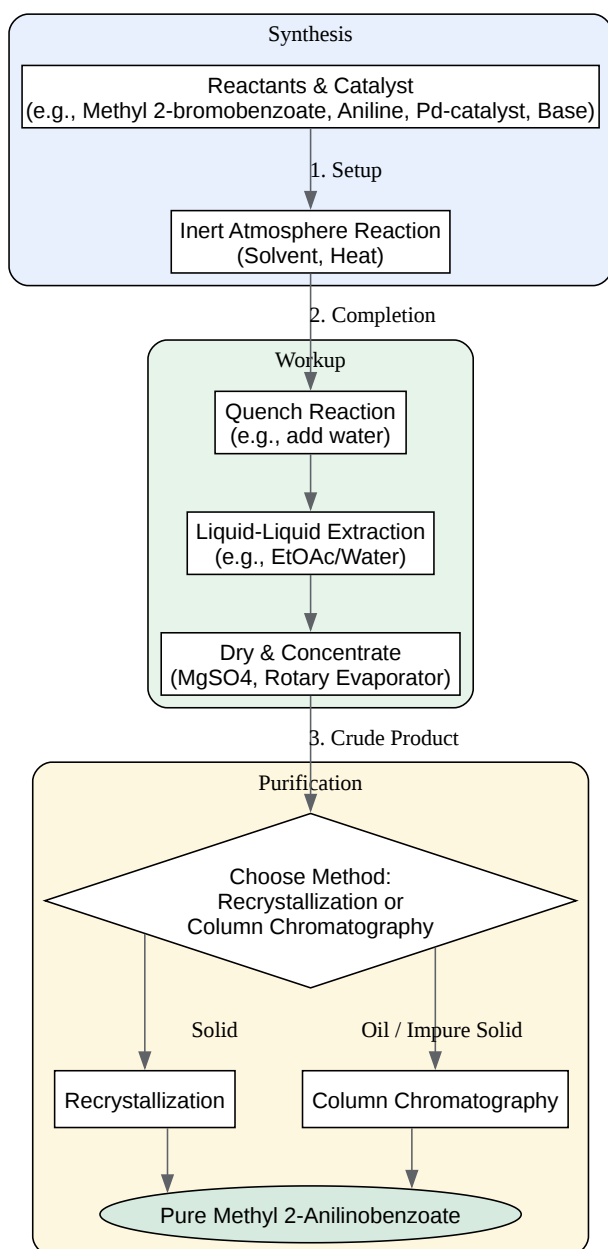 Synthesis
Reactants & Catalyst
(e.g., Methyl 2-bromobenzoate, Aniline, Pd-catalyst, Base)
1. Setup
Inert Atmosphere Reaction
(Solvent, Heat)
2. Completion
Workup
Quench Reaction
(e.g., add water)
Liquid-Liquid Extraction
(e.g., EtOAc/Water)
Dry & Concentrate
(MgSO4, Rotary Evaporator)
3. Crude Product
Purification
Choose Method:
Recrystallization or
Column Chromatography
Solid
Oil / Impure Solid
Recrystallization
Column Chromatography
Pure Methyl 2-Anilinobenzoate